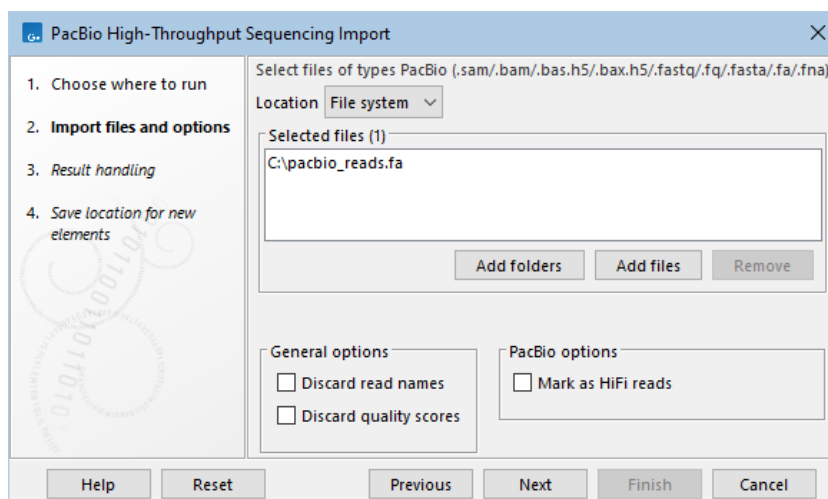 PacBio High-Throughput Sequencing Import
1. Choose where to run
2. Import files and options
3. Result handling
4. Save location for new
elements
Select files of types PacBio (.sam/.bam/.bas.h5/.bax.h5/.fastq/.fq/.fasta/.fa/.fna)
Location File system
Selected files (1)
C:\pacbio_reads.fa
Add folders Add files Remove
General options
Discard read names
Discard quality scores
PacBio options
Mark as HiFi reads
Help Reset Previous Next Finish Cancel